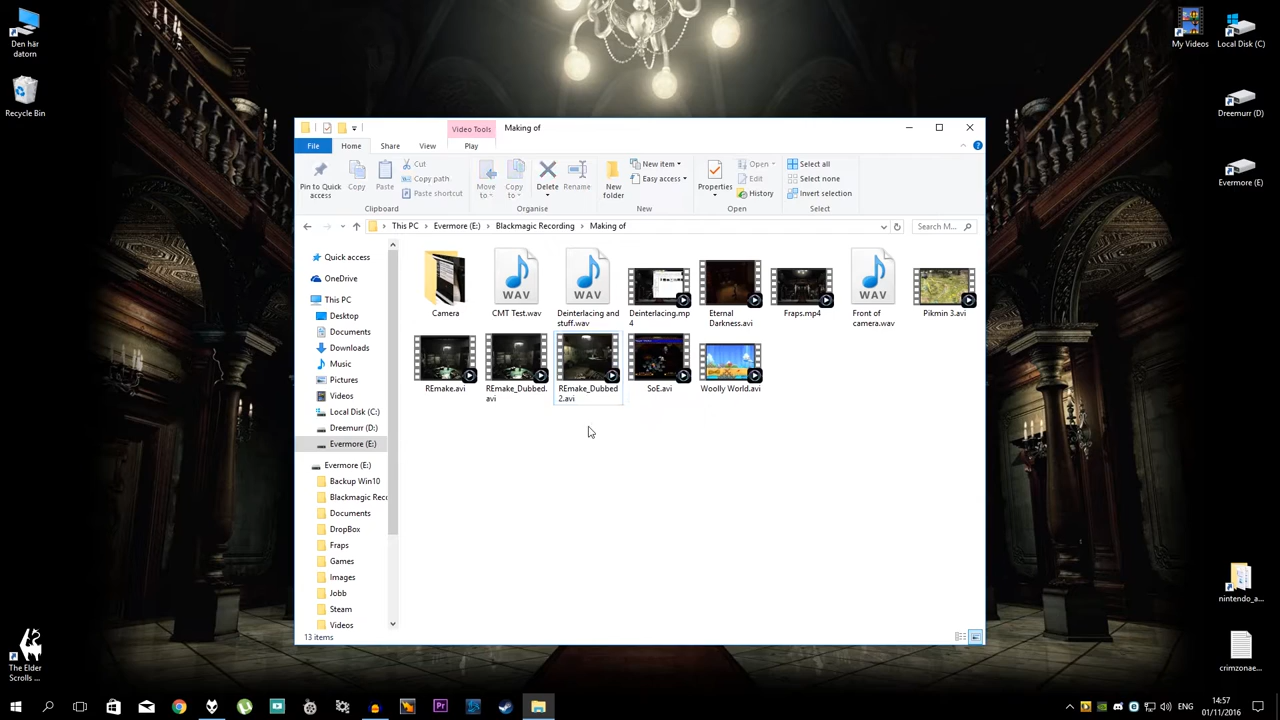 Den här
datorn
Recycle Bin
My Videos
Local Disk (C)
Dreemurr (D)
Evermore (E)
Video Tools
Making of
File
Home
Share
View
Play
Pin to Quick
access
Copy
Paste
Cut
Copy path
Paste shortcut
Clipboard
Move
to
Copy
to
Delete
Rename
Organise
New
folder
New item
Easy access
New
Properties
Open
Edit
History
Open
Select all
Select none
Invert selection
Select
This PC
Evermore (E:)
Blackmagic Recording
Making of
Search M...
Quick access
OneDrive
This PC
Desktop
Documents
Downloads
Music
Pictures
Videos
Local Disk (C:)
Dreemurr (D:)
Evermore (E:)
Evermore (E:)
Backup Win10
Blackmagic Reco
Documents
DropBox
Fraps
Games
Images
Jobb
Steam
Videos
WAV
WAV
WAV
Camera
CMT Test.wav
Deinterlacing and
stuff.wav
Deinterlacing.mp
4
Eternal
Darkness.avi
Fraps.mp4
Front of
camera.wav
Pikmin 3.avi
REmake.avi
REmake_Dubbed.
avi
REmake_Dubbed
2.avi
SoE.avi
Woolly World.avi
13 items
The Elder
Scrolls ...
nintendo_a...
crimzonae...
Pr
ENG
14:57
01/11/2016